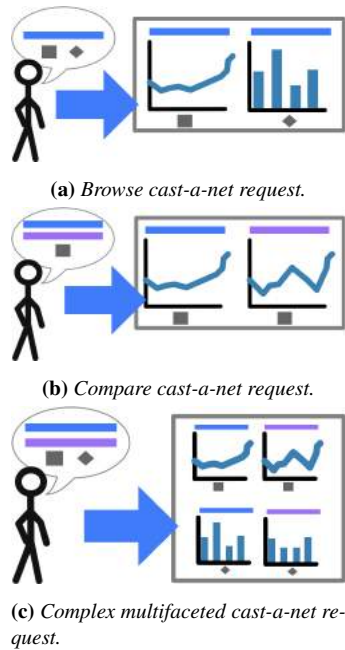 (a) Browse cast-a-net request.
(b) Compare cast-a-net request.
(c) Complex multifaceted cast-a-net re-
quest.